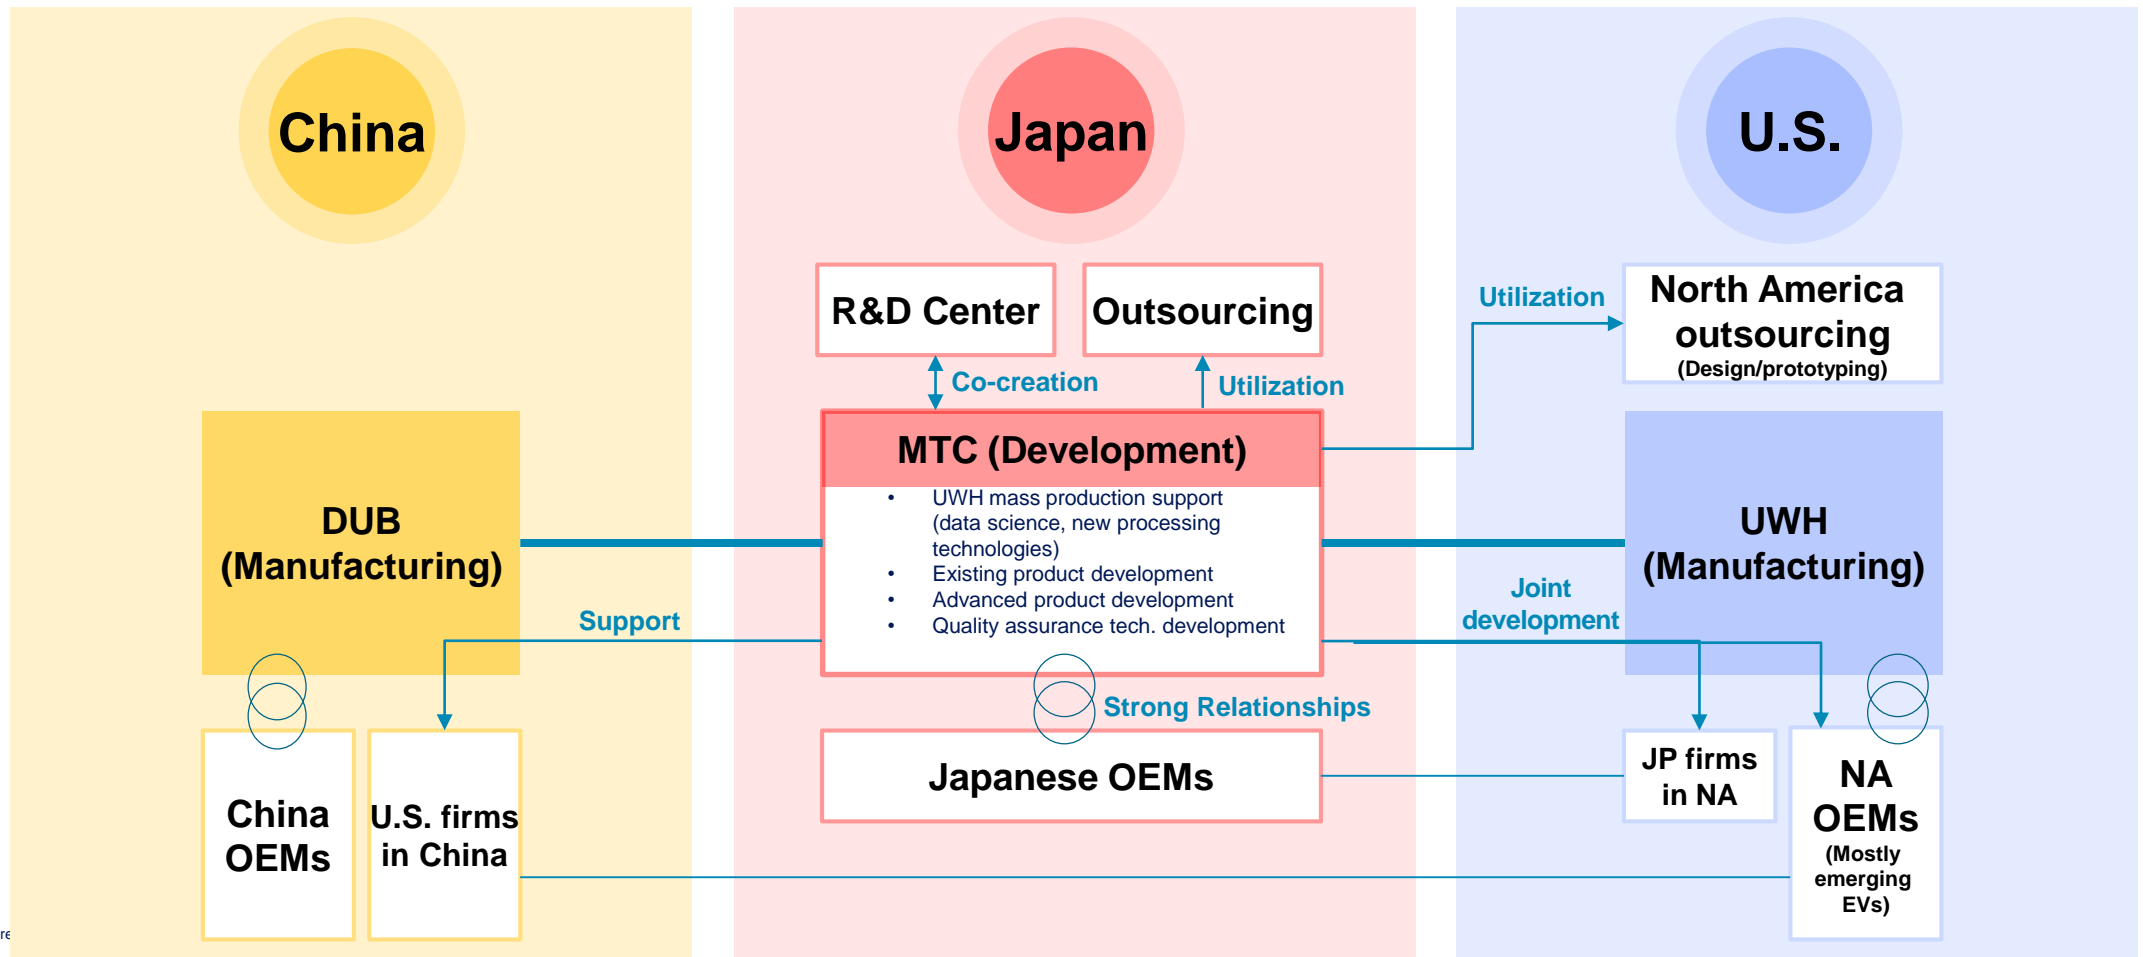 China
Japan
U.S.
R&D Center
Outsourcing
Utilization
North America
outsourcing
(Design/prototyping)
Co-creation
Utilization
MTC (Development)
• UWH mass production support
(data science, new processing
technologies)
• Existing product development
• Advanced product development
• Quality assurance tech. development
DUB
(Manufacturing)
UWH
(Manufacturing)
Support
Joint
development
Strong Relationships
China
OEMs
U.S. firms
in China
Japanese OEMs
JP firms
in NA
NA
OEMs
(Mostly
emerging
EVs)